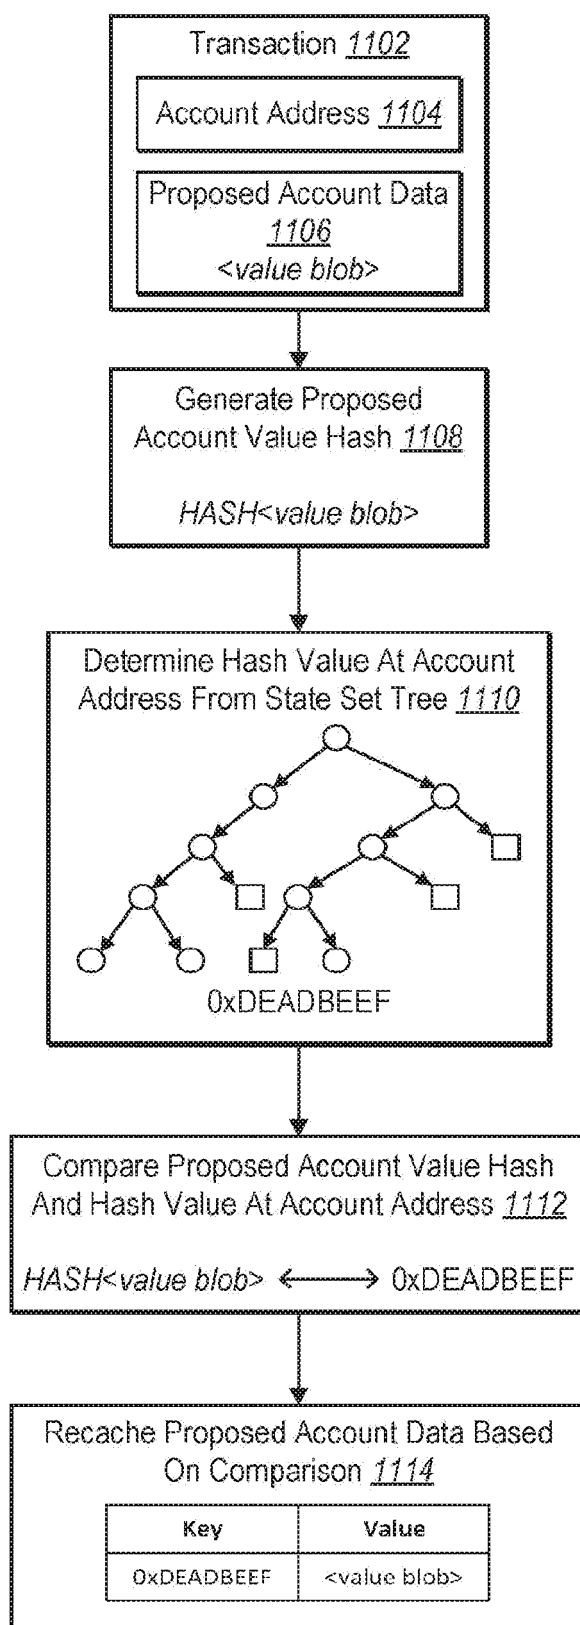 Transaction 1102
Account Address 1104
Proposed Account Data
1106
<value blob>
Generate Proposed
Account Value Hash 1108
HASH<value blob>
Determine Hash Value At Account
Address From State Set Tree 1110
0xDEADBEEF
Compare Proposed Account Value Hash
And Hash Value At Account Address 1112
HASH<value blob> ⟷ 0xDEADBEEF
Recache Proposed Account Data Based
On Comparison 1114
Key Value
0xDEADBEEF <value blob>